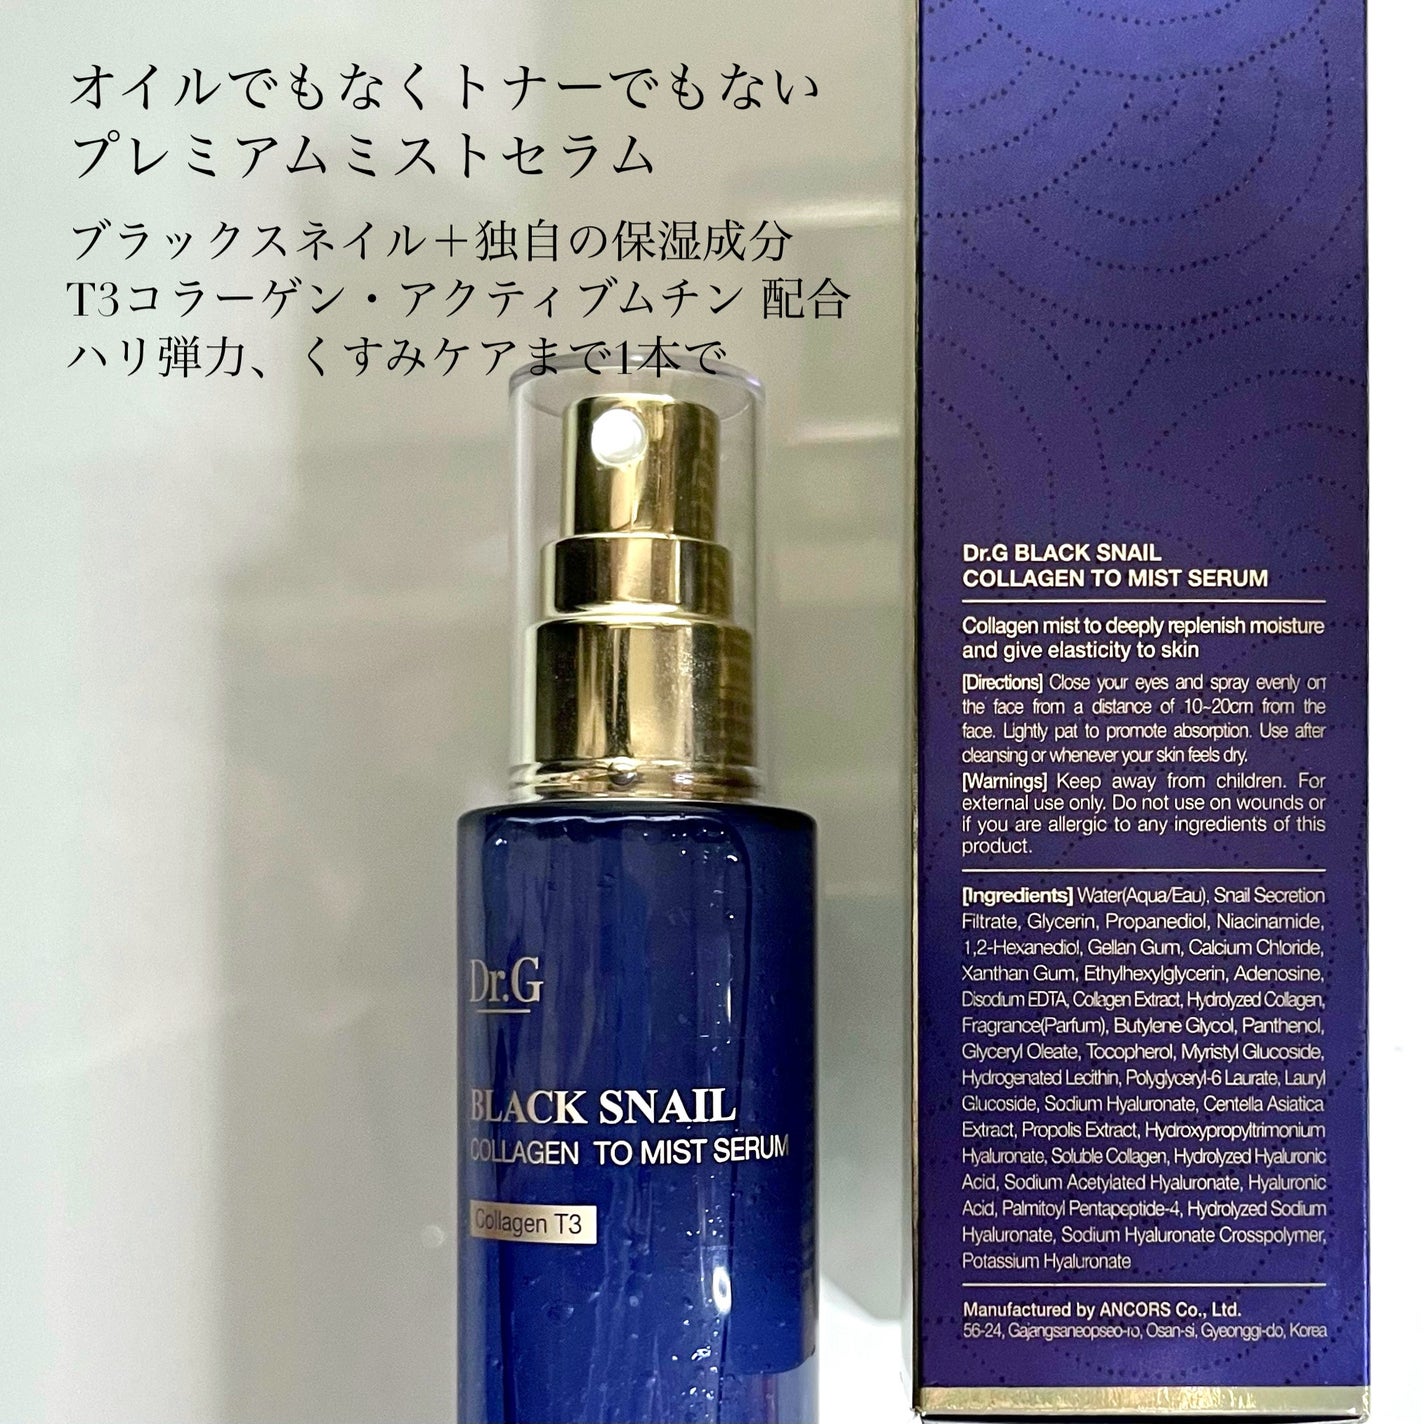 オイルでもなくトナーでもない
プレミアムミストセラム
ブラックスネイル＋独自の保湿成分
T3コラーゲン・アクティブムチン 配合
ハリ弾力、くすみケアまで1本で
Dr.G
BLACK SNAIL
COLLAGEN TO MIST SERUM
Collagen T3
Dr.G BLACK SNAIL
COLLAGEN TO MIST SERUM
Collagen mist to deeply replenish moisture
and give elasticity to skin
[Directions] Close your eyes and spray evenly on
the face from a distance of 10~20cm from the
face. Lightly pat to promote absorption. Use after
cleansing or whenever your skin feels dry.
[Warnings] Keep away from children. For
external use only. Do not use on wounds or
if you are allergic to any ingredients of this
product.
[Ingredients] Water(Aqua/Eau), Snail Secretion
Filtrate, Glycerin, Propanediol, Niacinamide,
1,2-Hexanediol, Gellan Gum, Calcium Chloride,
Xanthan Gum, Ethylhexylglycerin, Adenosine,
Disodium EDTA, Collagen Extract, Hydrolyzed Collagen,
Fragrance(Parfum), Butylene Glycol, Panthenol,
Glyceryl Oleate, Tocopherol, Myristyl Glucoside,
Hydrogenated Lecithin, Polyglyceryl-6 Laurate, Lauryl
Glucoside, Sodium Hyaluronate, Centella Asiatica
Extract, Propolis Extract, Hydroxypropyltrimonium
Hyaluronate, Soluble Collagen, Hydrolyzed Hyaluronic
Acid, Sodium Acetylated Hyaluronate, Hyaluronic
Acid, Palmitoyl Pentapeptide-4, Hydrolyzed Sodium
Hyaluronate, Sodium Hyaluronate Crosspolymer,
Potassium Hyaluronate
Manufactured by ANCORS Co., Ltd.
56-24, Gajangsaneopseo-ro, Osan-si, Gyeonggi-do, Korea